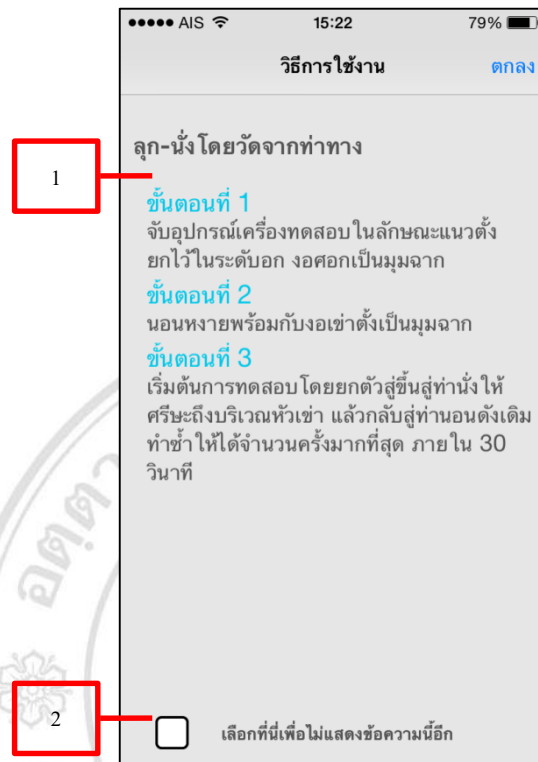 AIS 15:22 79%
วิธีการใช้งาน ตกลง
ลุก-นั่งโดยวัดจากท่าทาง
1
ขั้นตอนที่ 1
จับอุปกรณ์เครื่องทดสอบในลักษณะแนวตั้ง
ยกไว้ในระดับอก งอศอกเป็นมุมฉาก
ขั้นตอนที่ 2
นอนหงายพร้อมกับงอเข่าตั้งเป็นมุมฉาก
ขั้นตอนที่ 3
เริ่มต้นการทดสอบโดยยกตัวสู่ขึ้นสู่ท่านั่งให้
ศรีษะถึงบริเวณหัวเข่า แล้วกลับสู่ท่านอนดังเดิม
ทำซ้ำให้ได้จำนวนครั้งมากที่สุด ภายใน 30
วินาที
2
เลือกที่นี่เพื่อไม่แสดงข้อความนี้อีก